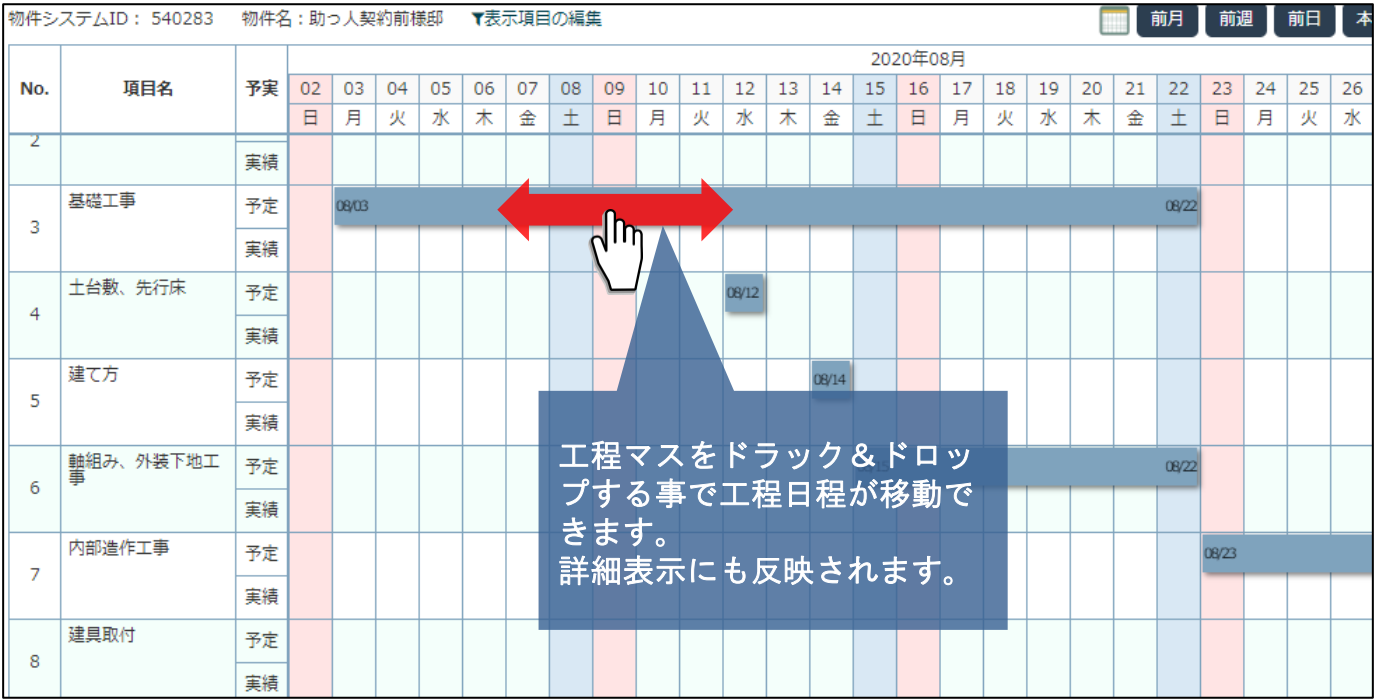 物件システムID： 540283　物件名：助っ人契約前様邸　▼表示項目の編集　前月　前週　前日　本
2020年08月
No.　項目名　予実　02　03　04　05　06　07　08　09　10　11　12　13　14　15　16　17　18　19　20　21　22　23　24　25　26
日　月　火　水　木　金　土　日　月　火　水　木　金　土　日　月　火　水　木　金　土　日　月　火　水
2
実績
3　基礎工事　予定　08/03　08/22
実績
4　土台敷、先行床　予定　08/12
実績
5　建て方　予定　08/14
実績
6　軸組み、外装下地工
事　予定　08/15　08/22
実績
7　内部造作工事　予定　08/23
実績
8　建具取付　予定
実績
工程マスをドラック＆ドロッ
プする事で工程日程が移動で
きます。
詳細表示にも反映されます。